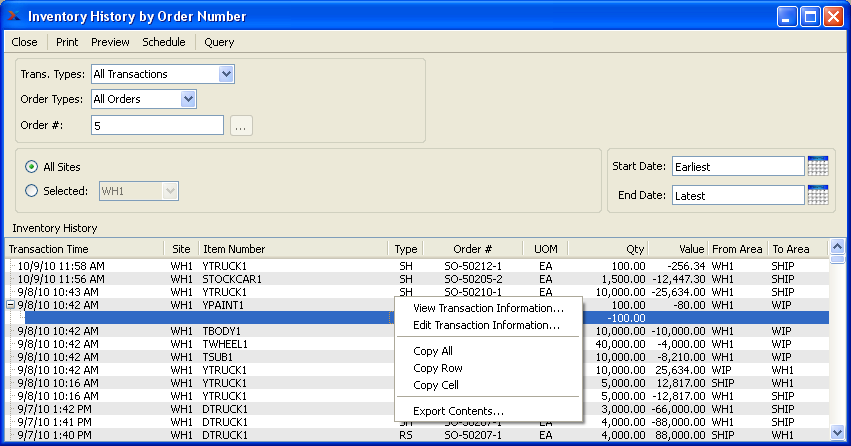 Inventory History by Order Number
Close Print Preview Schedule Query
Trans. Types: All Transactions
Order Types: All Orders
Order #: 5 ...
All Sites
Selected: WH1
Start Date: Earliest
End Date: Latest
Inventory History
Transaction Time Site Item Number Type Order # UOM Qty Value From Area To Area
10/9/10 11:58 AM WH1 YTRUCK1 SH SO-50212-1 EA 100.00 -256.34 WH1 SHIP
10/9/10 11:56 AM WH1 STOCKCAR1 SH SO-50205-2 EA 1,500.00 -12,447.30 WH1 SHIP
9/8/10 10:43 AM WH1 YTRUCK1 SH SO-50210-1 EA 10,000.00 -25,634.00 WH1 SHIP
9/8/10 10:42 AM WH1 YPAINT1 100.00 -80.00 WH1 WIP
-100.00
9/8/10 10:42 AM WH1 TBODY1 10,000.00 -10,000.00 WH1 WIP
9/8/10 10:42 AM WH1 TWHEEL1 40,000.00 -4,000.00 WH1 WIP
9/8/10 10:42 AM WH1 TSUB1 10,000.00 -8,210.00 WH1 WIP
9/8/10 10:42 AM WH1 YTRUCK1 10,000.00 25,634.00 WIP WH1
9/8/10 10:16 AM WH1 YTRUCK1 5,000.00 12,817.00 SHIP WH1
9/8/10 10:16 AM WH1 YTRUCK1 5,000.00 -12,817.00 WH1 SHIP
9/7/10 1:42 PM WH1 DTRUCK1 3,000.00 -66,000.00 WH1 SHIP
9/7/10 1:41 PM WH1 DTRUCK1 SH SO-50207-1 EA 4,000.00 -88,000.00 WH1 SHIP
9/7/10 1:40 PM WH1 DTRUCK1 RS SO-50207-1 EA 4,000.00 88,000.00 SHIP WH1
View Transaction Information...
Edit Transaction Information...
Copy All
Copy Row
Copy Cell
Export Contents...